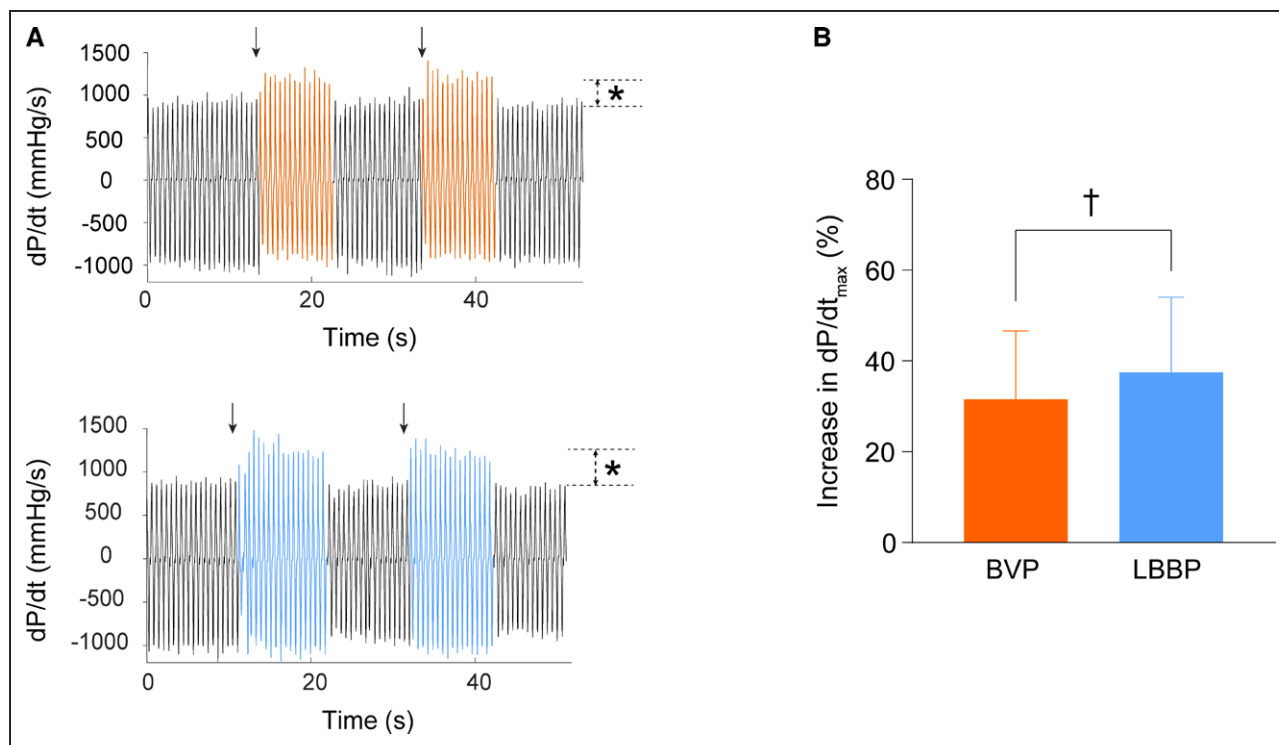 A
dP/dt (mmHg/s)
1500
1000
500
0
-500
-1000
*
0 20 40
Time (s)
dP/dt (mmHg/s)
1500
1000
500
0
-500
-1000
*
0 20 40
Time (s)
B
Increase in dP/dtmax (%)
80
60
40
20
0
†
BVP LBBP